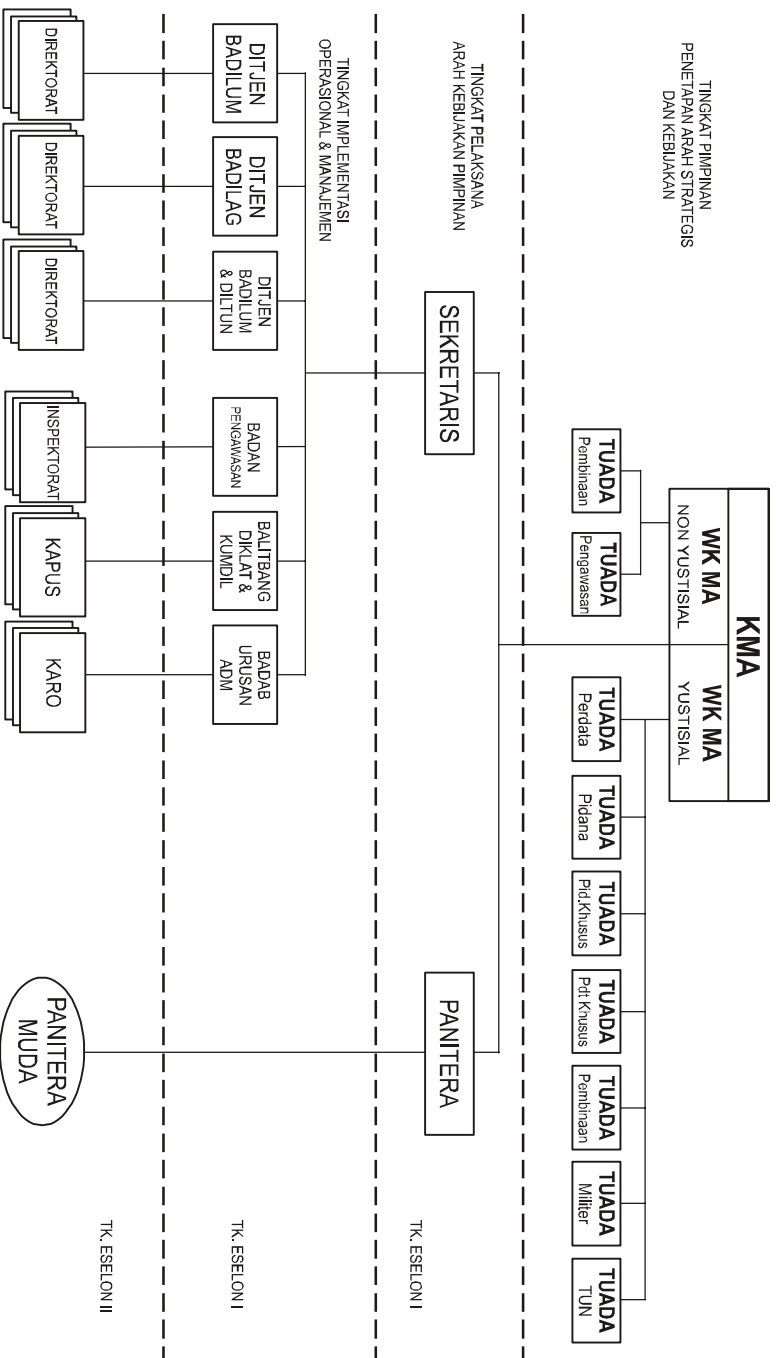 KMA
WK MA
NON YUSTISIAL
WK MA
YUSTISIAL
TINGKAT PIMPINAN
PENETAPAN ARAH STRATEGIS
DAN KEBIJAKAN
TUADA
Pembinaan
TUADA
Pengawasan
TUADA
Perdata
TUADA
Pidana
TUADA
Pid.Khusus
TUADA
Pdt Khusus
TUADA
Pembinaan
TUADA
Militer
TUADA
TUN
TINGKAT PELAKSANA
ARAH KEBIJAKAN PIMPINAN
SEKRETARIS
PANITERA
TK. ESELON I
TINGKAT IMPLEMENTASI
OPERASIONAL & MANAJEMEN
DITJEN
BADILUM
DITJEN
BADILAG
DITJEN
BADILUM
& DILTUN
BADAN
PENGAWASAN
BALITBANG
DIKLAT &
KUMDIL
BADAB
URUSAN
ADM
TK. ESELON I
DIREKTORAT
DIREKTORAT
DIREKTORAT
INSPEKTORAT
KAPUS
KARO
PANITERA
MUDA
TK. ESELON II